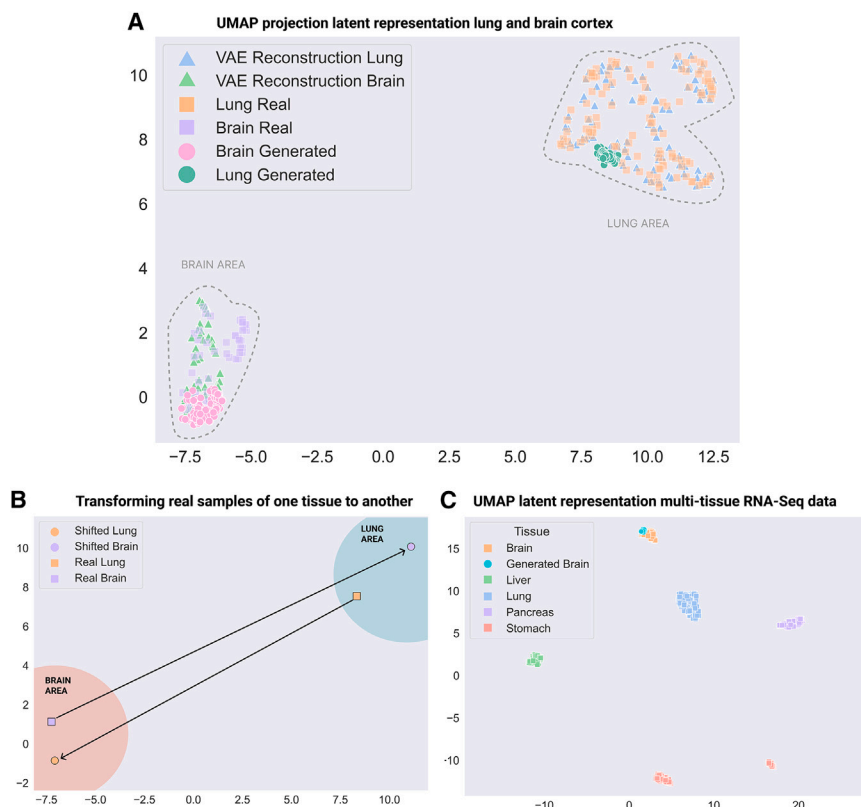 A UMAP projection latent representation lung and brain cortex
VAE Reconstruction Lung
VAE Reconstruction Brain
Lung Real
Brain Real
Brain Generated
Lung Generated
10
8
6
4
2
0
LUNG AREA
BRAIN AREA
−7.5 −5.0 −2.5 0.0 2.5 5.0 7.5 10.0 12.5
B Transforming real samples of one tissue to another
Shifted Lung
Shifted Brain
Real Lung
Real Brain
LUNG
AREA
BRAIN
AREA
10
8
6
4
2
0
−2
−7.5 −5.0 −2.5 0.0 2.5 5.0 7.5 10.0
C UMAP latent representation multi-tissue RNA-Seq data
Tissue
Brain
Generated Brain
Liver
Lung
Pancreas
Stomach
15
10
5
0
−5
−10
−10 0 10 20